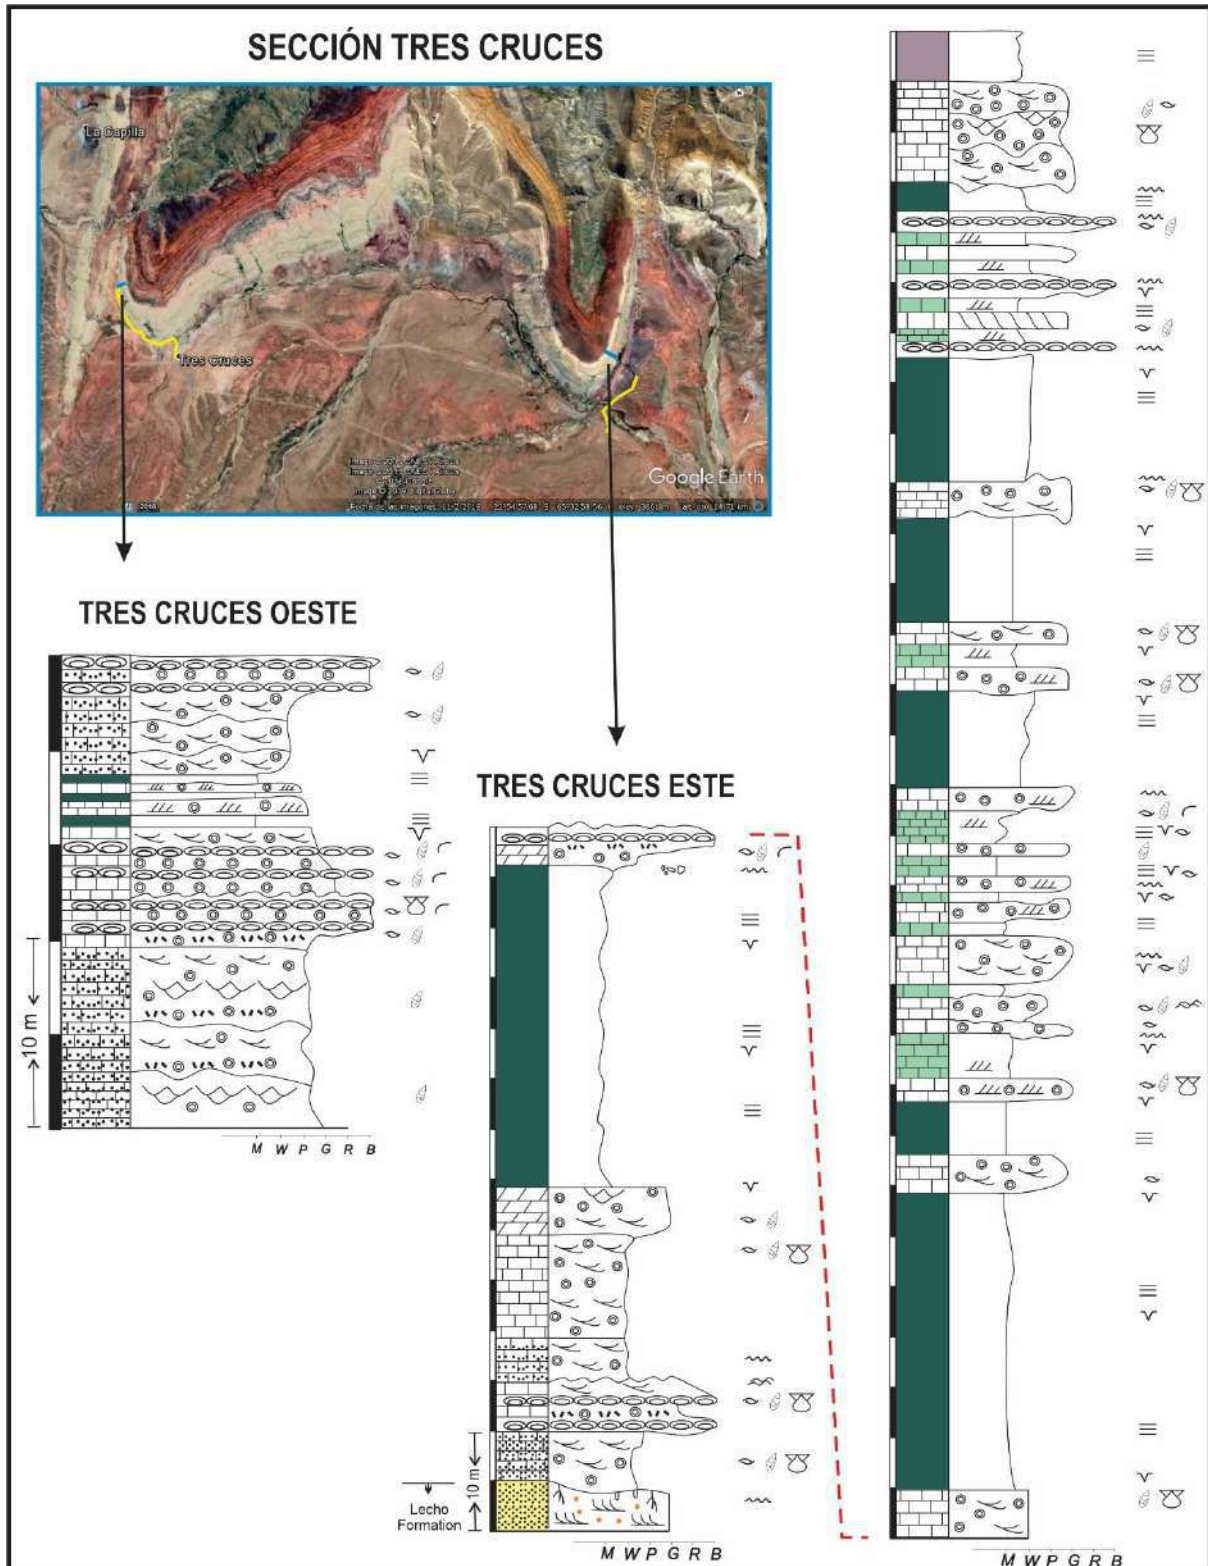 SECCIÓN TRES CRUCES
La Capilla
Tres Cruces
Google Earth
2016
TRES CRUCES OESTE
10 m
M W P G R B
TRES CRUCES ESTE
10 m
Lecho
Formation
M W P G R B
M W P G R B